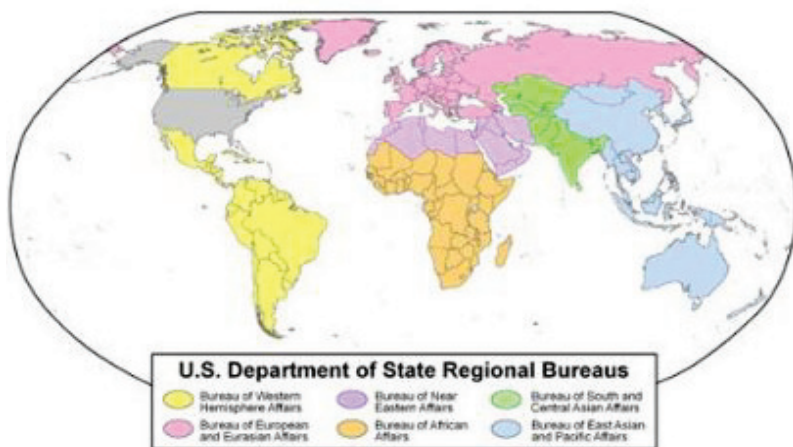 U.S. Department of State Regional Bureaus
Bureau of Western
Hemisphere Affairs
Bureau of Near
Eastern Affairs
Bureau of South and
Central Asian Affairs
Bureau of European
and Eurasian Affairs
Bureau of African
Affairs
Bureau of East Asian
and Pacific Affairs